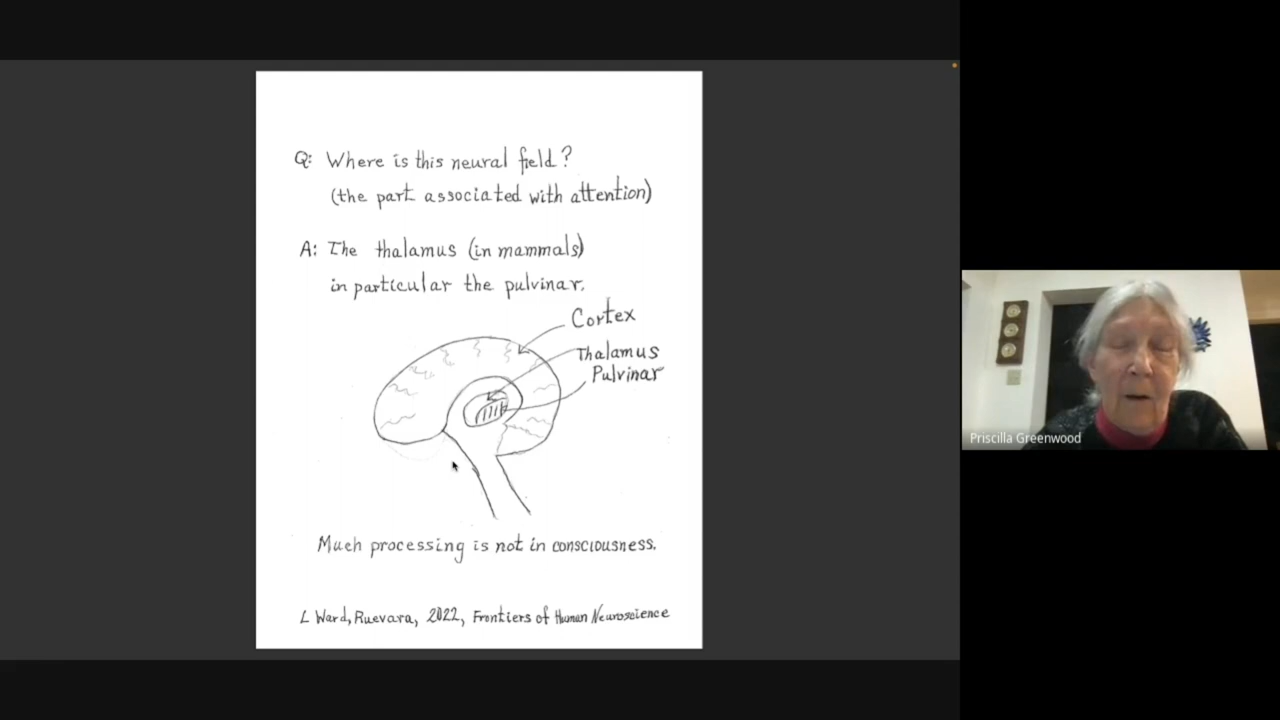 Q: Where is this neural field?
(the part associated with attention)
A: The thalamus (in mammals)
in particular the pulvinar.
Cortex
Thalamus
Pulvinar
Much processing is not in consciousness.
L Ward, Ruevara, 2022, Frontiers of Human Neuroscience
Priscilla Greenwood